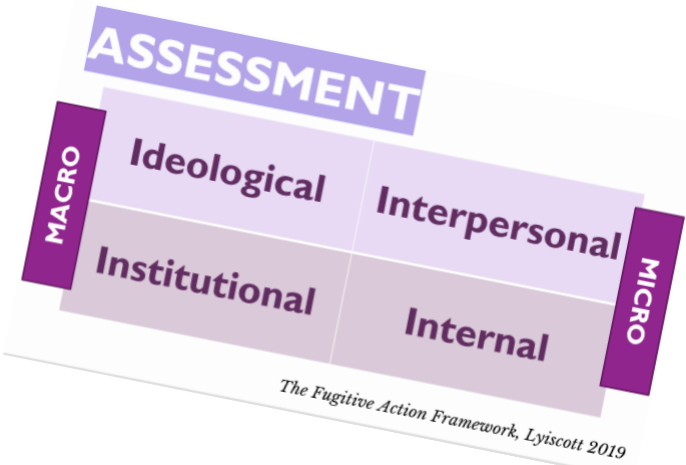 ASSESSMENT
MACRO
Ideological
Interpersonal
Institutional
Internal
MICRO
The Fugitive Action Framework, Lyiscott 2019